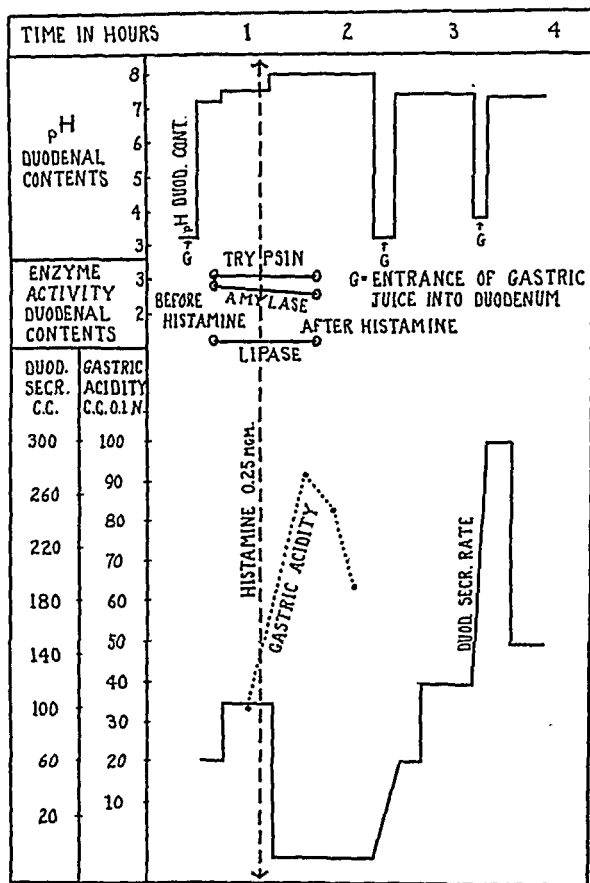 TIME IN HOURS 1 2 3 4
pH
DUODENAL
CONTENTS
8
7
6
5
4
3
pH DUOD. CONT.
G
G
G
ENZYME
ACTIVITY
DUODENAL
CONTENTS
3
2
TRYPSIN
AMYLASE
LIPASE
BEFORE
HISTAMINE
AFTER HISTAMINE
G=ENTRANCE OF GASTRIC
JUICE INTO DUODENUM
DUOD.
SECR.
C.C.
GASTRIC
ACIDITY
C.C.0.1N.
300 100
90
260
80
220
70
180 60
50
140
40
100
30
60 20
20
10
HISTAMINE 0.25 MGM.
GASTRIC ACIDITY
DUOD. SECR. RATE